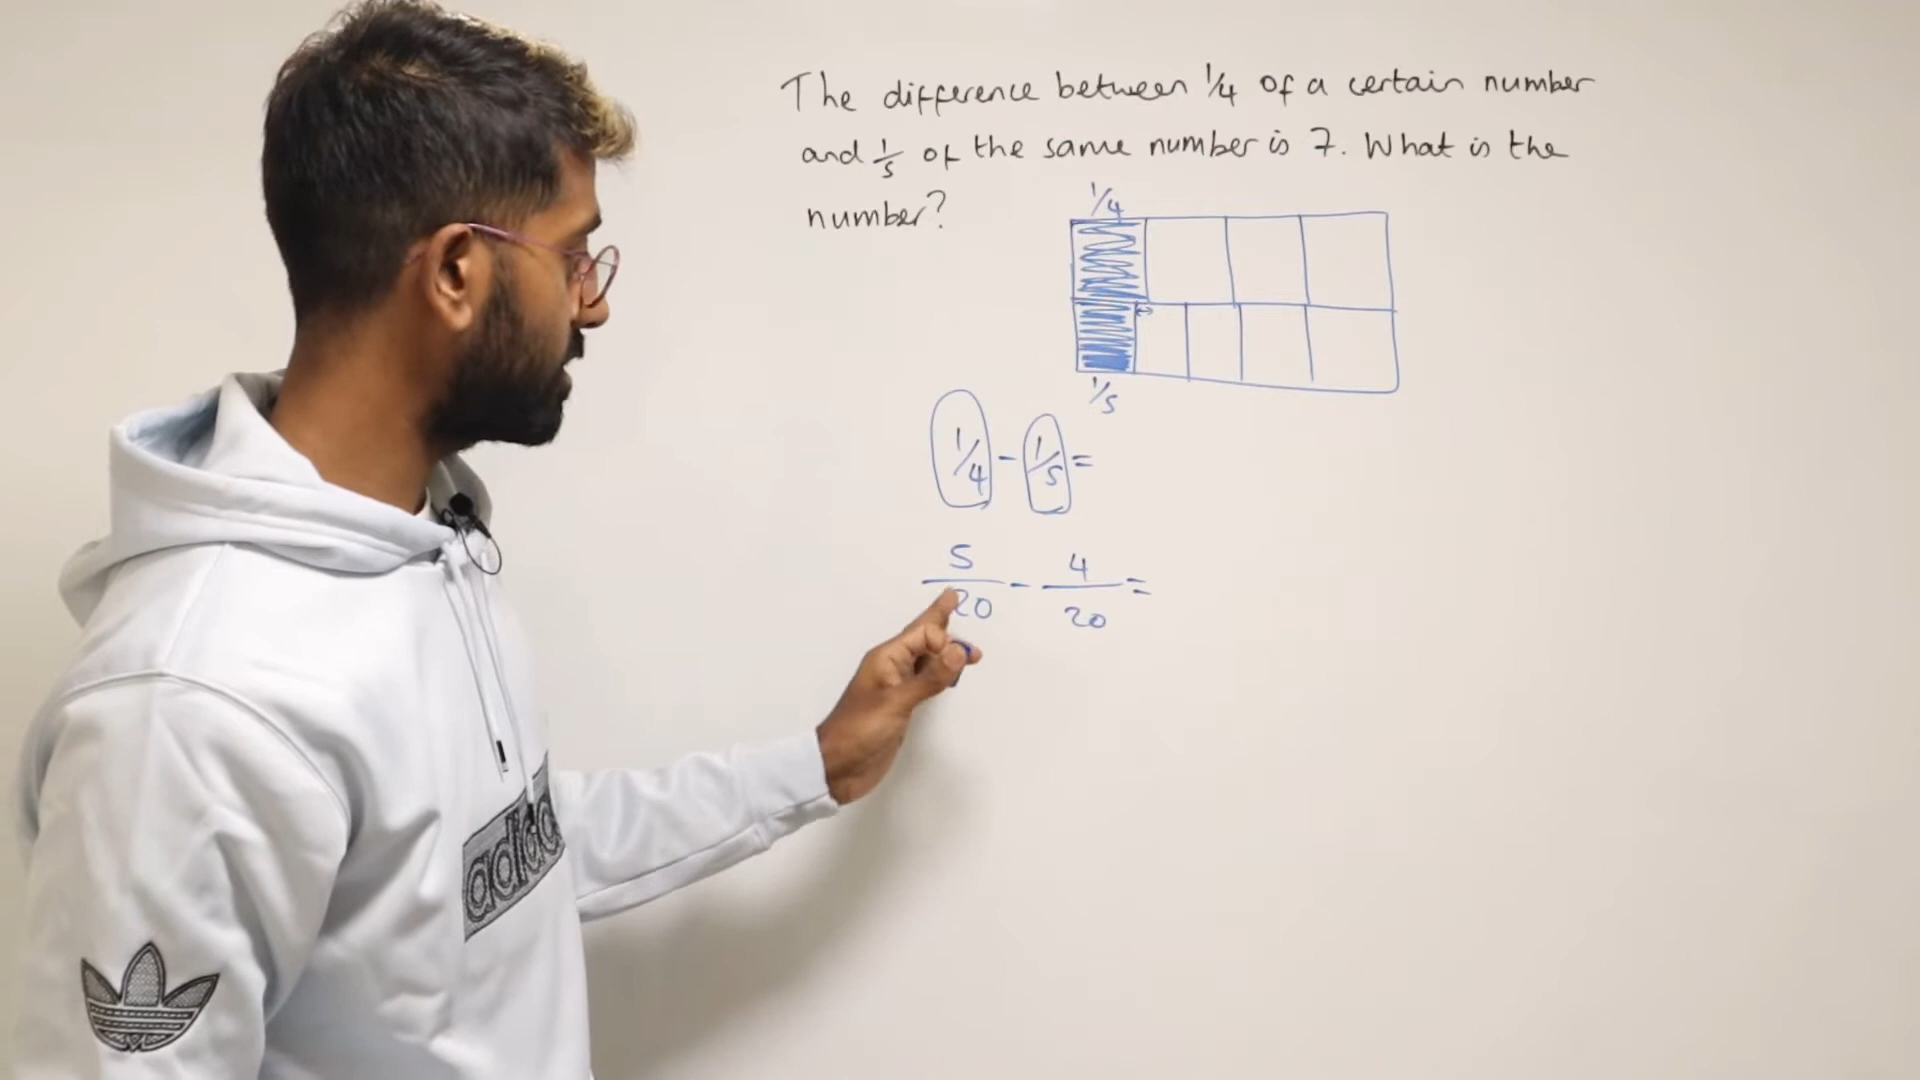 The difference between 1/4 of a certain number
and 1/5 of the same number is 7. What is the
number?
1/4
1/5
1/4 - 1/5 =
5/20 - 4/20 =
adidas